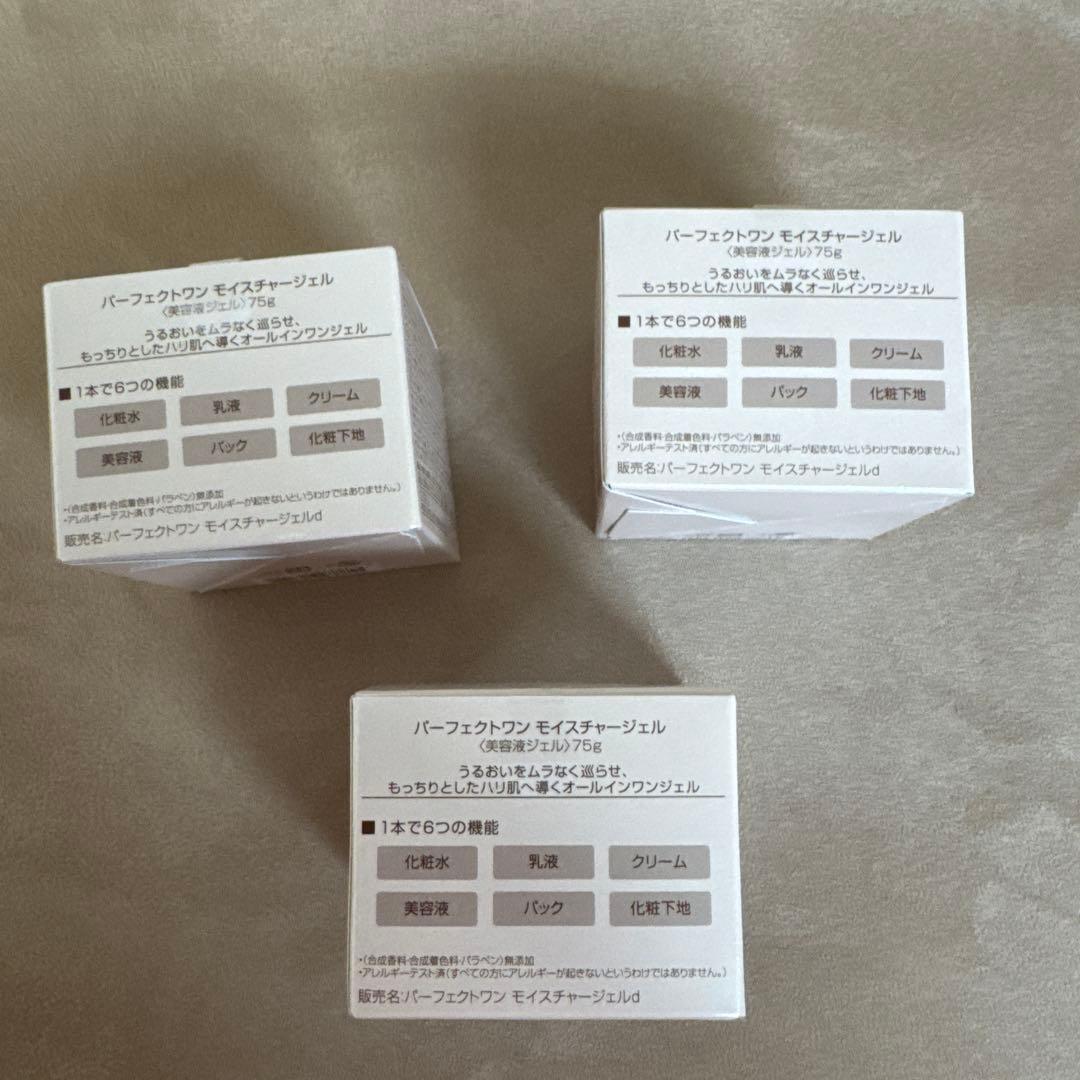 パーフェクトワン モイスチャージェル
〈美容液ジェル〉75g
うるおいをムラなく巡らせ、
もっちりとしたハリ肌へ導くオールインワンジェル
■1本で6つの機能
化粧水 乳液 クリーム
美容液 パック 化粧下地
・(合成香料・合成着色料・パラベン)無添加
・アレルギーテスト済(すべての方にアレルギーが起きないというわけではありません。)
販売名:パーフェクトワン モイスチャージェルd
パーフェクトワン モイスチャージェル
〈美容液ジェル〉75g
うるおいをムラなく巡らせ、
もっちりとしたハリ肌へ導くオールインワンジェル
■1本で6つの機能
化粧水 乳液 クリーム
美容液 パック 化粧下地
・(合成香料・合成着色料・パラベン)無添加
・アレルギーテスト済(すべての方にアレルギーが起きないというわけではありません。)
販売名:パーフェクトワン モイスチャージェルd
パーフェクトワン モイスチャージェル
〈美容液ジェル〉75g
うるおいをムラなく巡らせ、
もっちりとしたハリ肌へ導くオールインワンジェル
■1本で6つの機能
化粧水 乳液 クリーム
美容液 パック 化粧下地
・(合成香料・合成着色料・パラベン)無添加
・アレルギーテスト済(すべての方にアレルギーが起きないというわけではありません。)
販売名:パーフェクトワン モイスチャージェルd